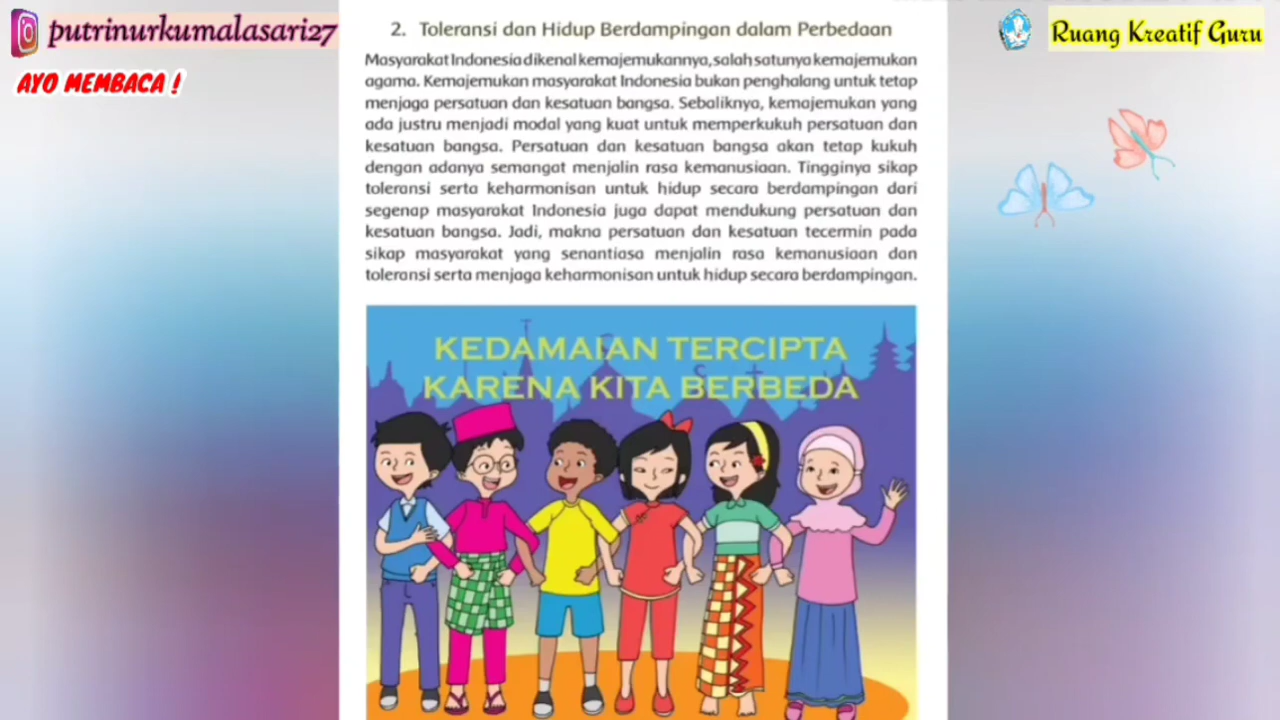 putrinurkumalasari27
Ruang Kreatif Guru
AYO MEMBACA !
2. Toleransi dan Hidup Berdampingan dalam Perbedaan
Masyarakat Indonesia dikenal kemajemukannya, salah satunya kemajemukan
agama. Kemajemukan masyarakat Indonesia bukan penghalang untuk tetap
menjaga persatuan dan kesatuan bangsa. Sebaliknya, kemajemukan yang
ada justru menjadi modal yang kuat untuk memperkukuh persatuan dan
kesatuan bangsa. Persatuan dan kesatuan bangsa akan tetap kukuh
dengan adanya semangat menjalin rasa kemanusiaan. Tingginya sikap
toleransi serta keharmonisan untuk hidup secara berdampingan dari
segenap masyarakat Indonesia juga dapat mendukung persatuan dan
kesatuan bangsa. Jadi, makna persatuan dan kesatuan tecermin pada
sikap masyarakat yang senantiasa menjalin rasa kemanusiaan dan
toleransi serta menjaga keharmonisan untuk hidup secara berdampingan.
KEDAMAIAN TERCIPTA
KARENA KITA BERBEDA